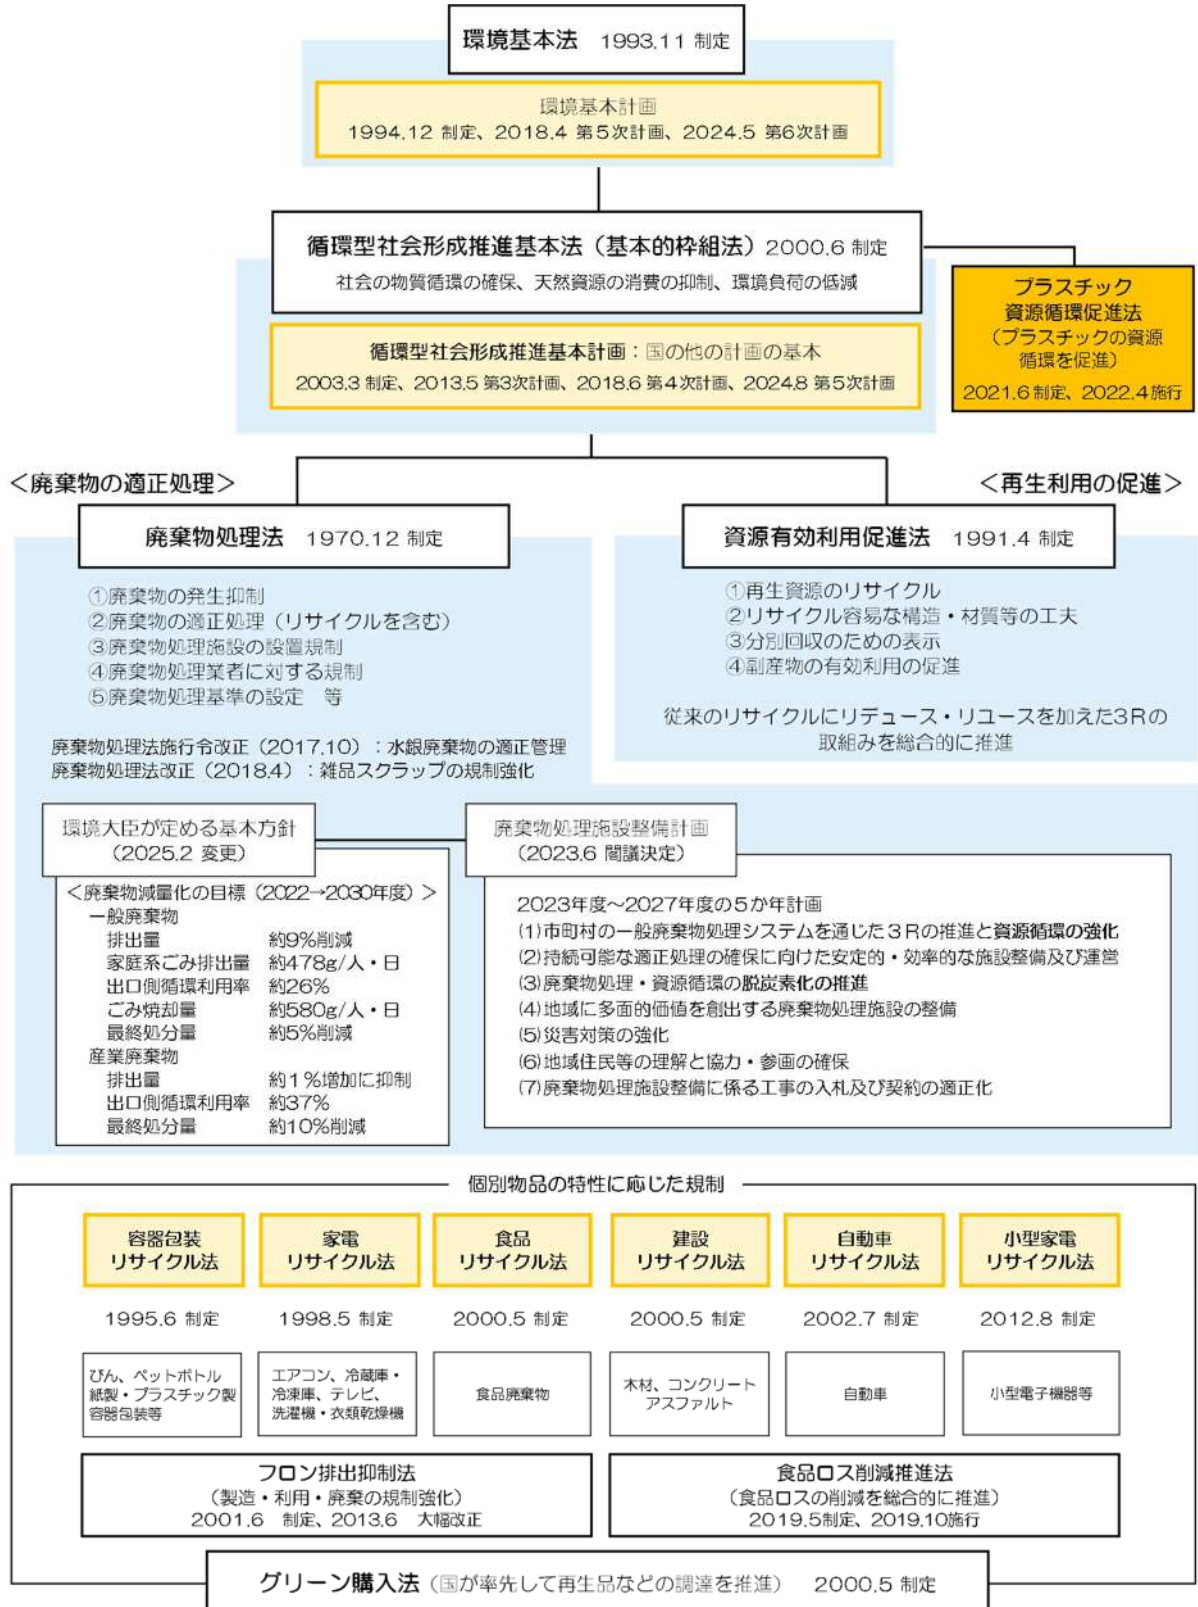 環境基本法 1993.11 制定
環境基本計画
1994.12 制定、2018.4 第5次計画、2024.5 第6次計画
循環型社会形成推進基本法（基本的枠組法）2000.6 制定
社会の物質循環の確保、天然資源の消費の抑制、環境負荷の低減
循環型社会形成推進基本計画：国の他の計画の基本
2003.3 制定、2013.5 第3次計画、2018.6 第4次計画、2024.8 第5次計画
プラスチック
資源循環促進法
（プラスチックの資源
循環を促進）
2021.6 制定、2022.4 施行
＜廃棄物の適正処理＞
＜再生利用の促進＞
廃棄物処理法 1970.12 制定
①廃棄物の発生抑制
②廃棄物の適正処理（リサイクルを含む）
③廃棄物処理施設の設置規制
④廃棄物処理業者に対する規制
⑤廃棄物処理基準の設定　等
廃棄物処理法施行令改正（2017.10）：水銀廃棄物の適正管理
廃棄物処理法改正（2018.4）：雑品スクラップの規制強化
資源有効利用促進法 1991.4 制定
①再生資源のリサイクル
②リサイクル容易な構造・材質等の工夫
③分別回収のための表示
④副産物の有効利用の促進
従来のリサイクルにリデュース・リユースを加えた3Rの
取組みを総合的に推進
環境大臣が定める基本方針
（2025.2 変更）
＜廃棄物減量化の目標（2022→2030年度）＞
一般廃棄物
排出量 約9%削減
家庭系ごみ排出量 約478g/人・日
出口側循環利用率 約26%
ごみ焼却量 約580g/人・日
最終処分量 約5%削減
産業廃棄物
排出量 約1%増加に抑制
出口側循環利用率 約37%
最終処分量 約10%削減
廃棄物処理施設整備計画
（2023.6 閣議決定）
2023年度～2027年度の5か年計画
(1)市町村の一般廃棄物処理システムを通じた3Rの推進と資源循環の強化
(2)持続可能な適正処理の確保に向けた安定的・効率的な施設整備及び運営
(3)廃棄物処理・資源循環の脱炭素化の推進
(4)地域に多面的価値を創出する廃棄物処理施設の整備
(5)災害対策の強化
(6)地域住民等の理解と協力・参画の確保
(7)廃棄物処理施設整備に係る工事の入札及び契約の適正化
個別物品の特性に応じた規制
容器包装
リサイクル法
1995.6 制定
びん、ペットボトル
紙製・プラスチック製
容器包装等
家電
リサイクル法
1998.5 制定
エアコン、冷蔵庫・
冷凍庫、テレビ、
洗濯機・衣類乾燥機
食品
リサイクル法
2000.5 制定
食品廃棄物
建設
リサイクル法
2000.5 制定
木材、コンクリート
アスファルト
自動車
リサイクル法
2002.7 制定
自動車
小型家電
リサイクル法
2012.8 制定
小型電子機器等
フロン排出抑制法
（製造・利用・廃棄の規制強化）
2001.6　制定、2013.6　大幅改正
食品ロス削減推進法
（食品ロスの削減を総合的に推進）
2019.5制定、2019.10施行
グリーン購入法（国が率先して再生品などの調達を推進） 2000.5 制定